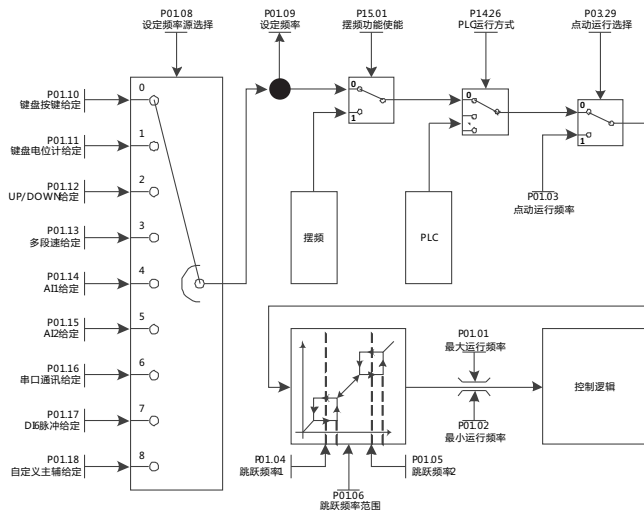 P01.08
设定频率源选择
P01.09
设定频率
P15.01
摆频功能使能
P14.26
PLC运行方式
P03.29
点动运行选择
P01.10
键盘按键给定
0
P01.11
键盘电位计给定
1
P01.12
UP/DOWN给定
2
P01.13
多段速给定
3
P01.14
AI1给定
4
P01.15
AI2给定
5
P01.16
串口通讯给定
6
P01.17
DI6脉冲给定
7
P01.18
自定义主辅给定
8
0
1
摆频
0
PLC
0
1
P01.03
点动运行频率
P01.01
最大运行频率
P01.02
最小运行频率
控制逻辑
P01.04
跳跃频率1
P01.05
跳跃频率2
P01.06
跳跃频率范围